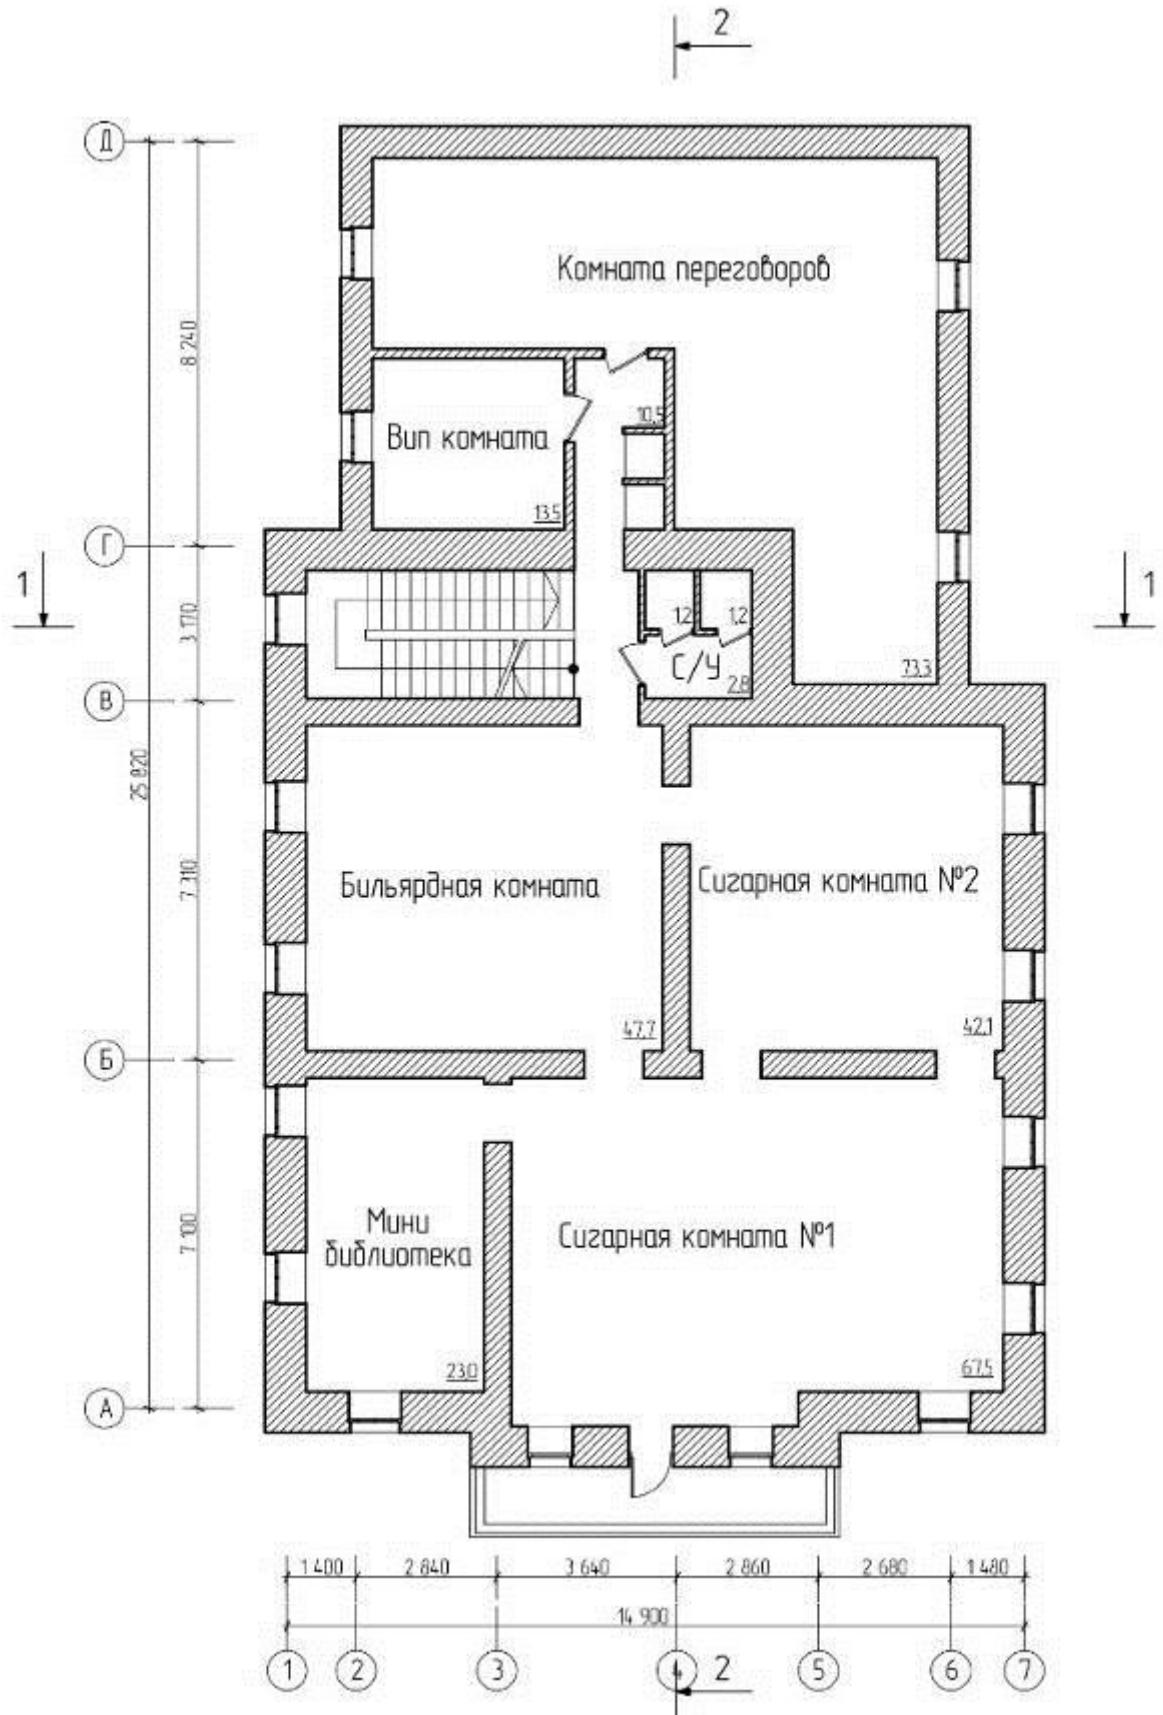 2
Д
Комната переговоров
8 240
Вип комната
10,5
13,5
Г
1
1
3 170
1,2
1,2
С/У
2,8
73,3
В
25 820
7 310
Бильярдная комната
Сигарная комната №2
47,7
42,1
Б
7 100
Мини
библиотека
Сигарная комната №1
23,0
67,5
А
1 400
2 840
3 640
2 860
2 680
1 480
14 900
1
2
3
4
2
5
6
7